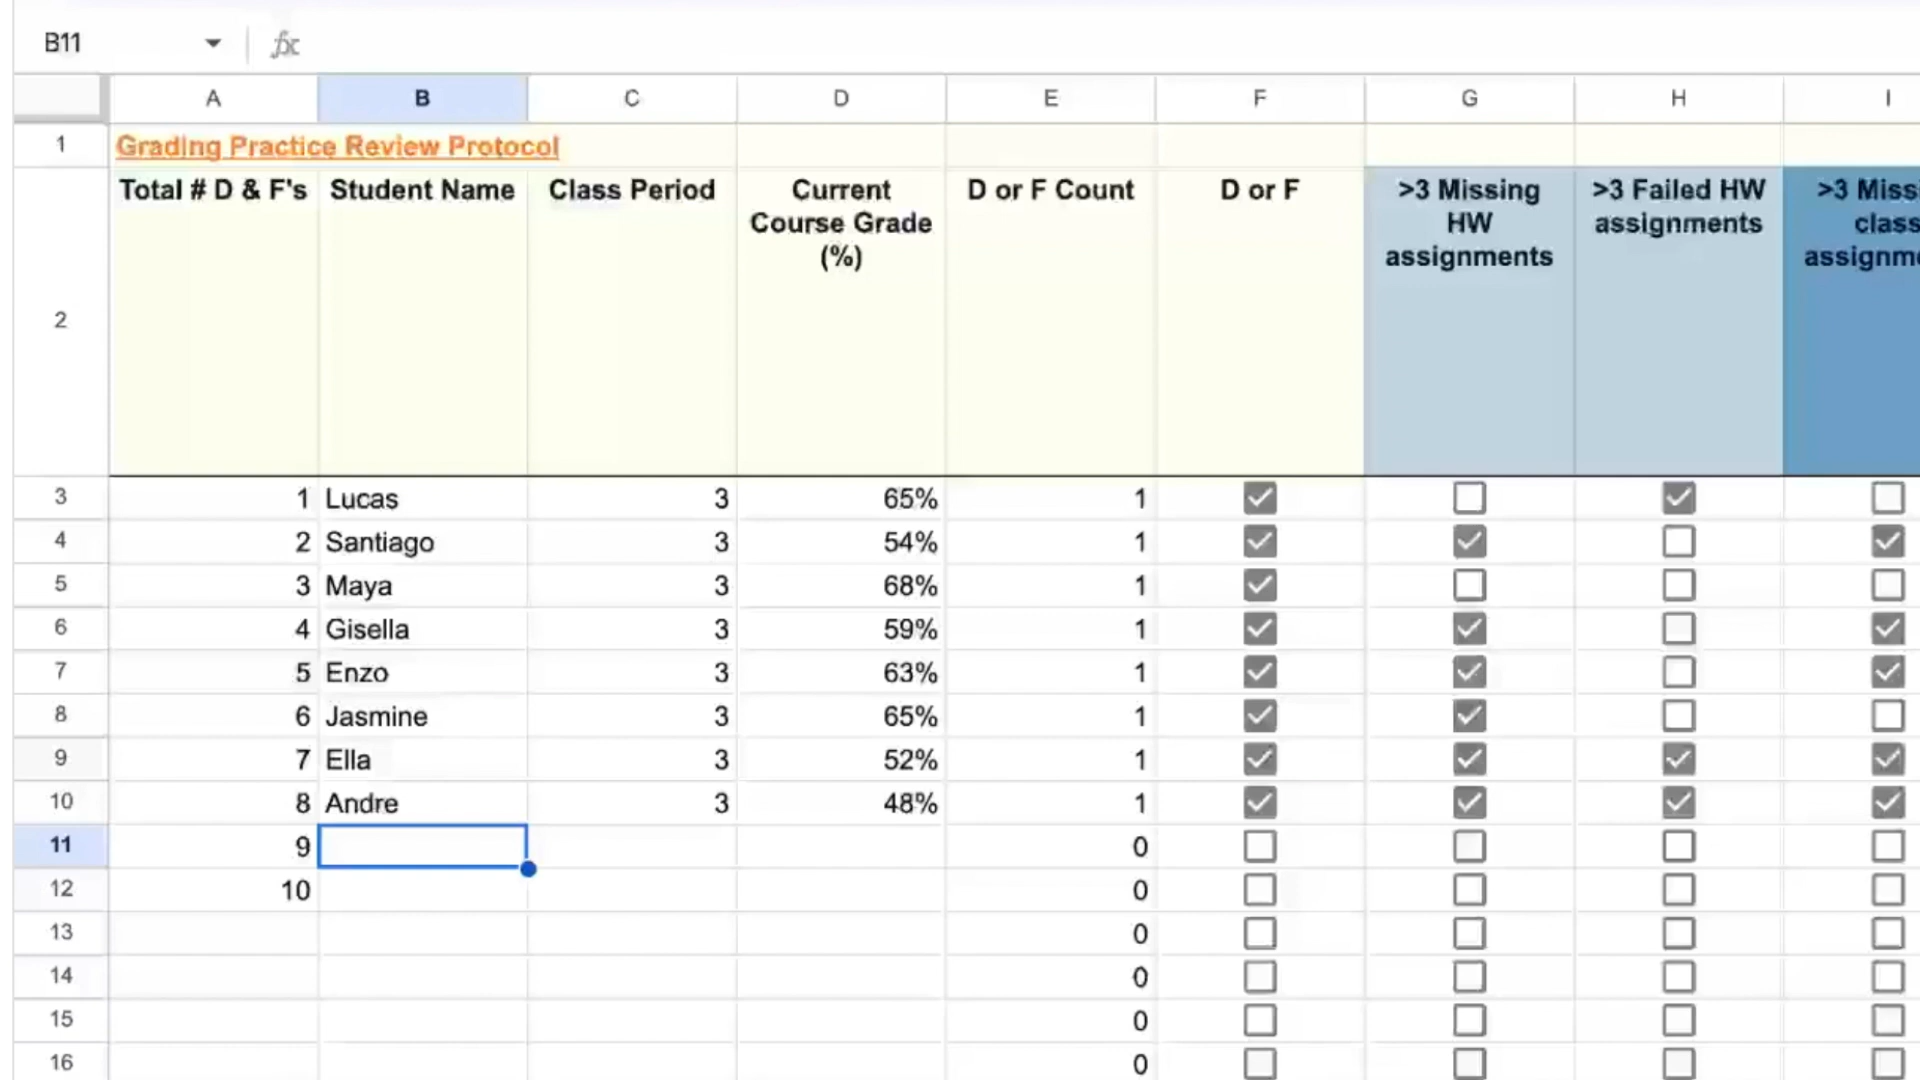 B11 fx
A B C D E F G H I
1 Grading Practice Review Protocol
2 Total # D & F's Student Name Class Period Current Course Grade (%) D or F Count D or F >3 Missing HW assignments >3 Failed HW assignments >3 Miss class assignm
3 1 Lucas 3 65% 1
4 2 Santiago 3 54% 1
5 3 Maya 3 68% 1
6 4 Gisella 3 59% 1
7 5 Enzo 3 63% 1
8 6 Jasmine 3 65% 1
9 7 Ella 3 52% 1
10 8 Andre 3 48% 1
11 9 0
12 10 0
13 0
14 0
15 0
16 0